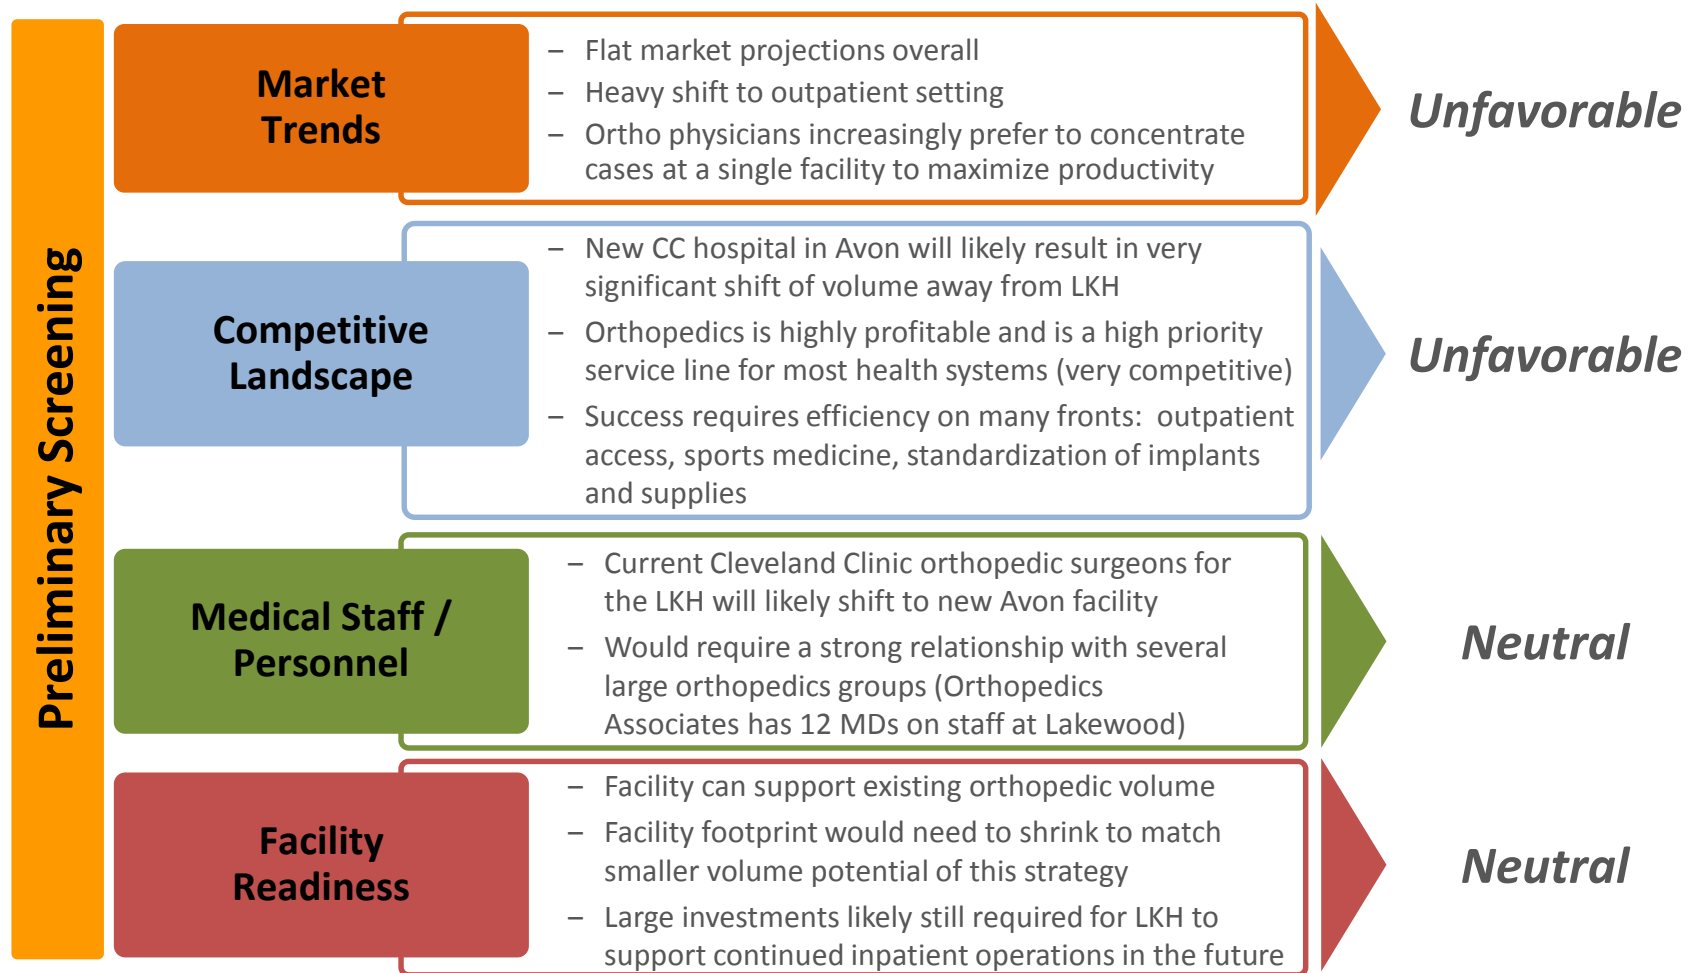 Preliminary Screening
Market
Trends
– Flat market projections overall
– Heavy shift to outpatient setting
– Ortho physicians increasingly prefer to concentrate
cases at a single facility to maximize productivity
Unfavorable
Competitive
Landscape
– New CC hospital in Avon will likely result in very
significant shift of volume away from LKH
– Orthopedics is highly profitable and is a high priority
service line for most health systems (very competitive)
– Success requires efficiency on many fronts:  outpatient
access, sports medicine, standardization of implants
and supplies
Unfavorable
Medical Staff /
Personnel
– Current Cleveland Clinic orthopedic surgeons for
the LKH will likely shift to new Avon facility
– Would require a strong relationship with several
large orthopedics groups (Orthopedics
Associates has 12 MDs on staff at Lakewood)
Neutral
Facility
Readiness
– Facility can support existing orthopedic volume
– Facility footprint would need to shrink to match
smaller volume potential of this strategy
– Large investments likely still required for LKH to
support continued inpatient operations in the future
Neutral